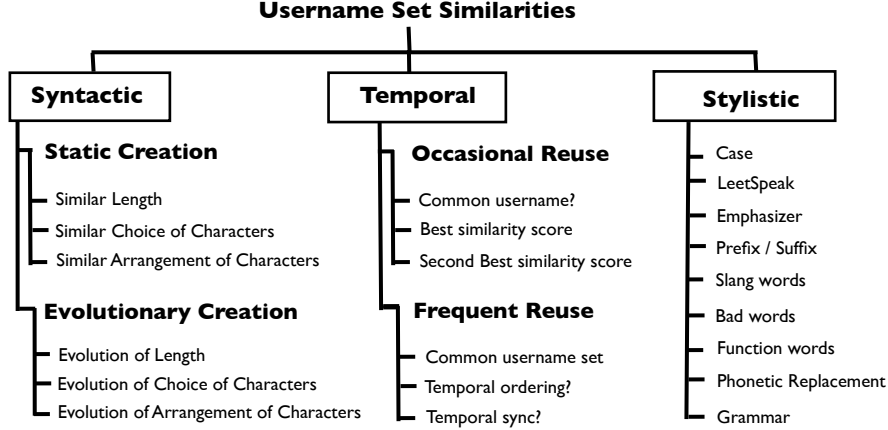 Username Set Similarities
Syntactic
Static Creation
Similar Length
Similar Choice of Characters
Similar Arrangement of Characters
Evolutionary Creation
Evolution of Length
Evolution of Choice of Characters
Evolution of Arrangement of Characters
Temporal
Occasional Reuse
Common username?
Best similarity score
Second Best similarity score
Frequent Reuse
Common username set
Temporal ordering?
Temporal sync?
Stylistic
Case
LeetSpeak
Emphasizer
Prefix / Suffix
Slang words
Bad words
Function words
Phonetic Replacement
Grammar